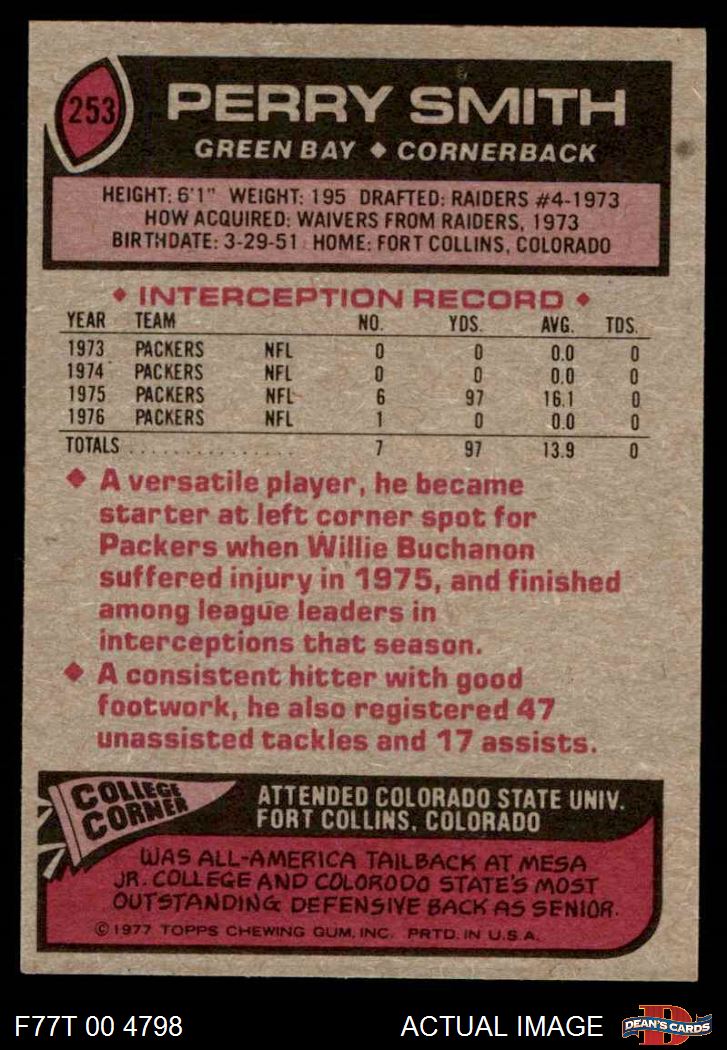 253
PERRY SMITH
GREEN BAY ♦ CORNERBACK
HEIGHT: 6'1" WEIGHT: 195 DRAFTED: RAIDERS #4-1973
HOW ACQUIRED: WAIVERS FROM RAIDERS, 1973
BIRTHDATE: 3-29-51 HOME: FORT COLLINS, COLORADO
♦ INTERCEPTION RECORD ♦
YEAR TEAM NO. YDS. AVG. TDS.
1973 PACKERS NFL 0 0 0.0 0
1974 PACKERS NFL 0 0 0.0 0
1975 PACKERS NFL 6 97 16.1 0
1976 PACKERS NFL 1 0 0.0 0
TOTALS ................ 7 97 13.9 0
♦ A versatile player, he became
starter at left corner spot for
Packers when Willie Buchanon
suffered injury in 1975, and finished
among league leaders in
interceptions that season.
♦ A consistent hitter with good
footwork, he also registered 47
unassisted tackles and 17 assists.
COLLEGE
CORNER
ATTENDED COLORADO STATE UNIV.
FORT COLLINS, COLORADO
WAS ALL-AMERICA TAILBACK AT MESA
JR. COLLEGE AND COLORODO STATE'S MOST
OUTSTANDING DEFENSIVE BACK AS SENIOR.
©1977 TOPPS CHEWING GUM, INC. PRTD. IN U.S.A.
F77T 00 4798
ACTUAL IMAGE
D
DEAN'S CARDS